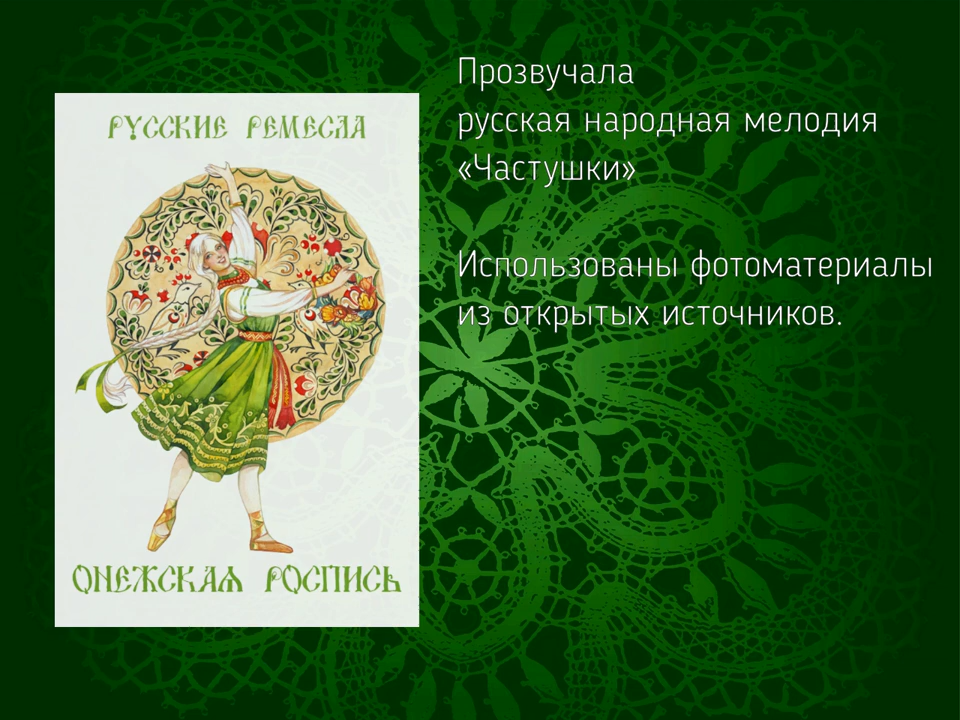 РУССКИЕ РЕМЕСЛА
ОНЕЖСКАЯ РОСПИСЬ
Прозвучала
русская народная мелодия
«Частушки»
Использованы фотоматериалы
из открытых источников.